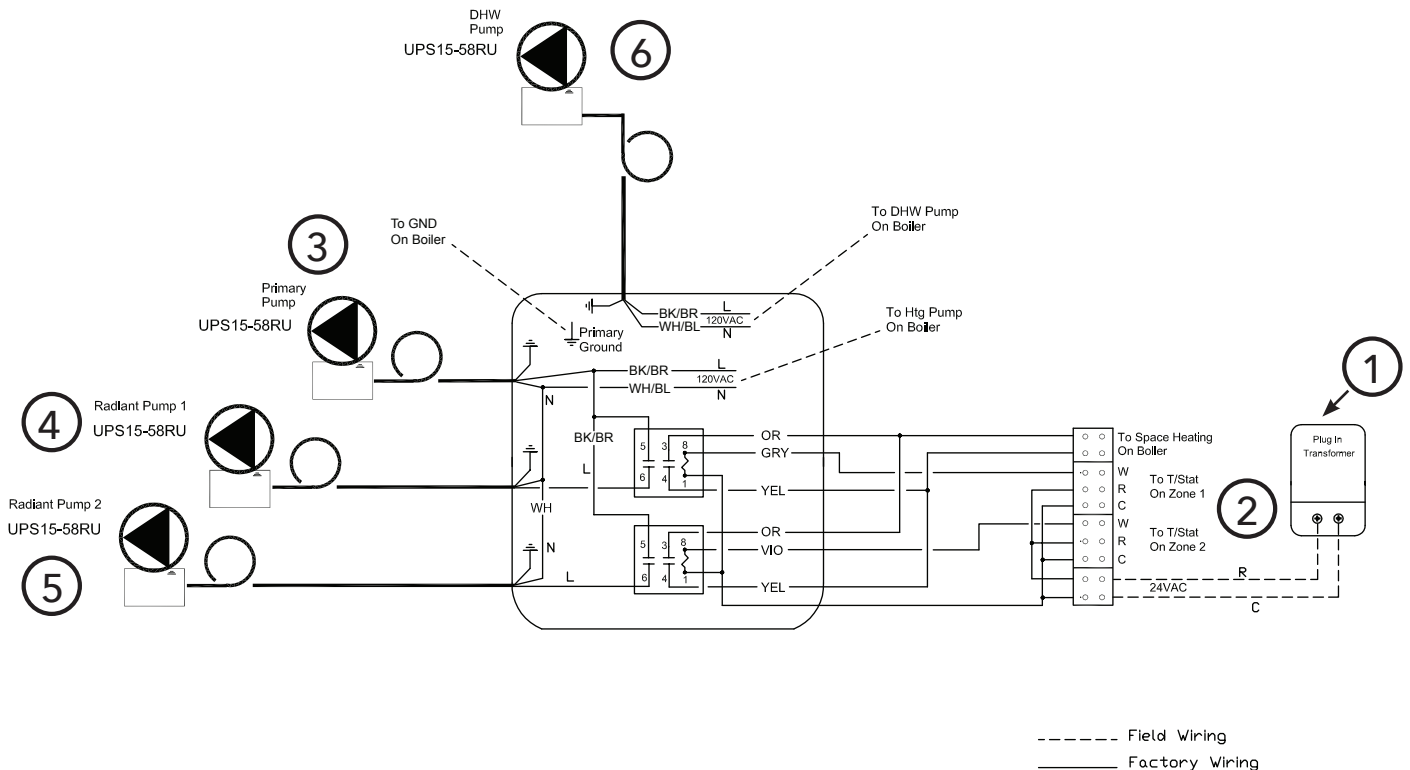 DHW
Pump
UPS15-58RU
6
To DHW Pump
On Boiler
To GND
On Boiler
3
Primary
Pump
UPS15-58RU
BK/BR
L
WH/BL
120VAC
N
Primary
Ground
To Htg Pump
On Boiler
BK/BR
L
WH/BL
120VAC
N
N
1
4
Radiant Pump 1
UPS15-58RU
BK/BR
L
5
3
8
6
4
1
OR
GRY
YEL
To Space Heating
On Boiler
W
R
C
To T/Stat
On Zone 1
W
R
C
To T/Stat
On Zone 2
2
Plug In
Transformer
WH
Radiant Pump 2
UPS15-58RU
5
N
L
5
3
8
6
4
1
OR
VIO
YEL
R
24VAC
C
Field Wiring
Factory Wiring